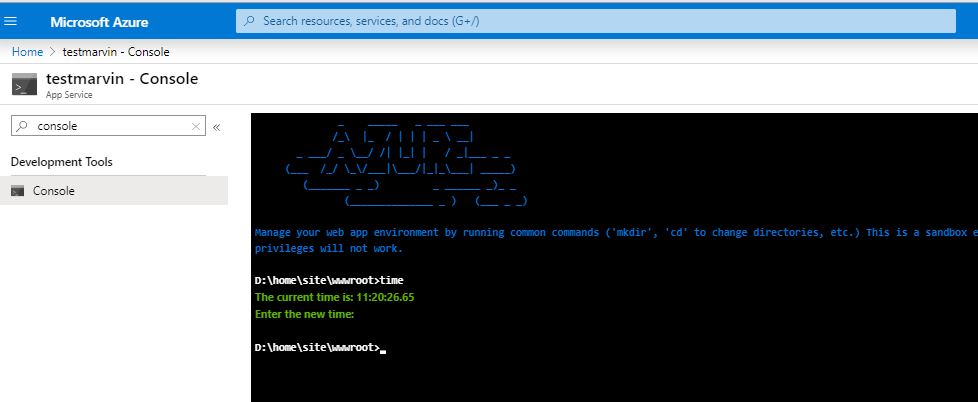 Microsoft Azure
Search resources, services, and docs (G+/)
Home > testmarvin - Console
testmarvin - Console
App Service
console
Development Tools
Console
AZURE
Manage your web app environment by running common commands ('mkdir', 'cd' to change directories, etc.) This is a sandbox e
privileges will not work.
D:\home\site\wwwroot>time
The current time is: 11:20:26.65
Enter the new time:
D:\home\site\wwwroot>_